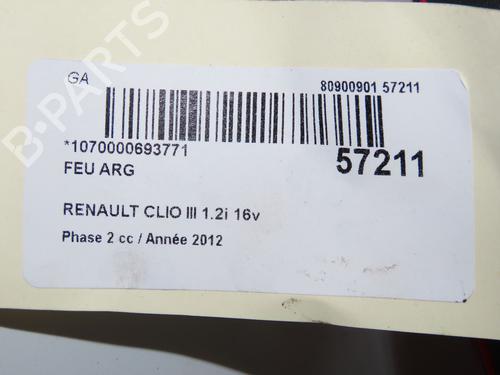 GA
80900901 57211
*1070000693771
57211
FEU ARG
RENAULT CLIO III 1.2i 16v
Phase 2 cc / Année 2012
B-PARTS